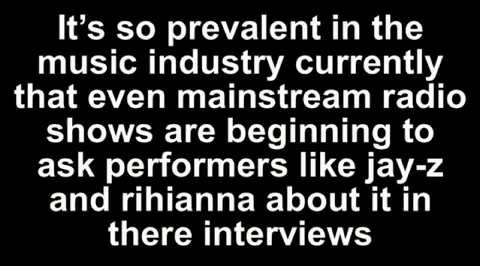 It's so prevalent in the
music industry currently
that even mainstream radio
shows are beginning to
ask performers like jay-z
and rihianna about it in
there interviews